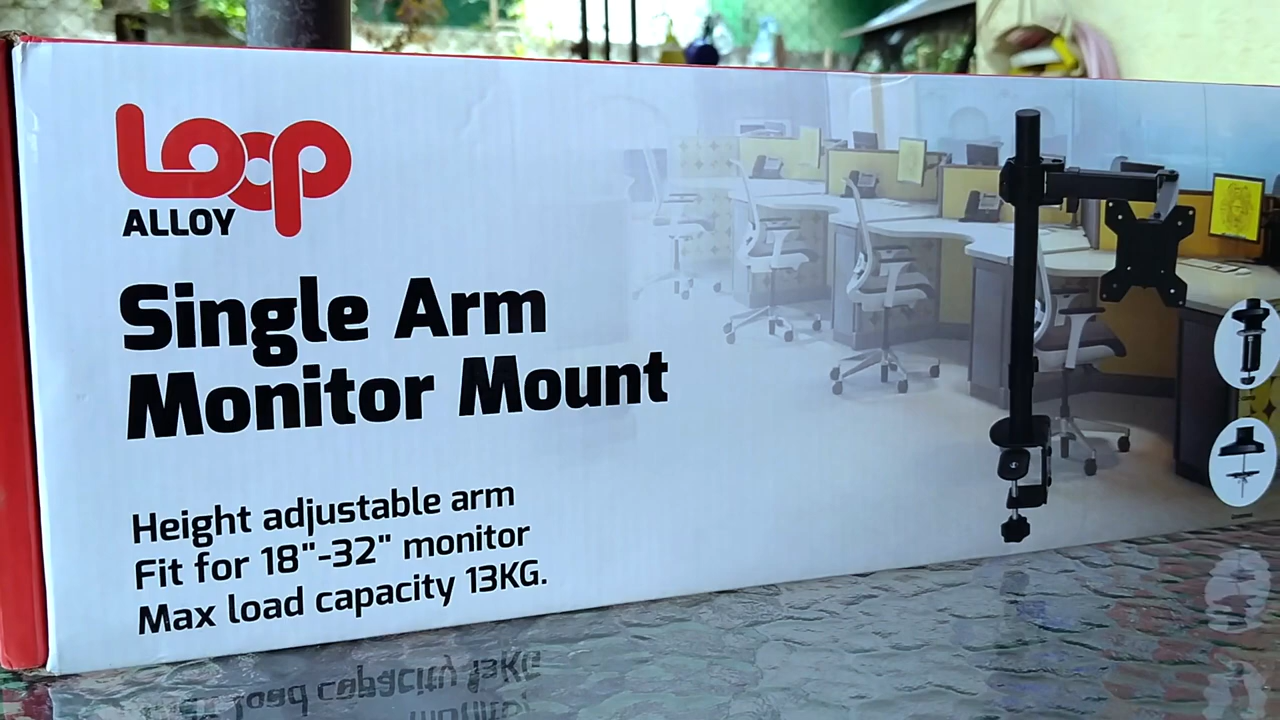 Loop
ALLOY
Single Arm
Monitor Mount
Height adjustable arm
Fit for 18"-32" monitor
Max load capacity 13KG.